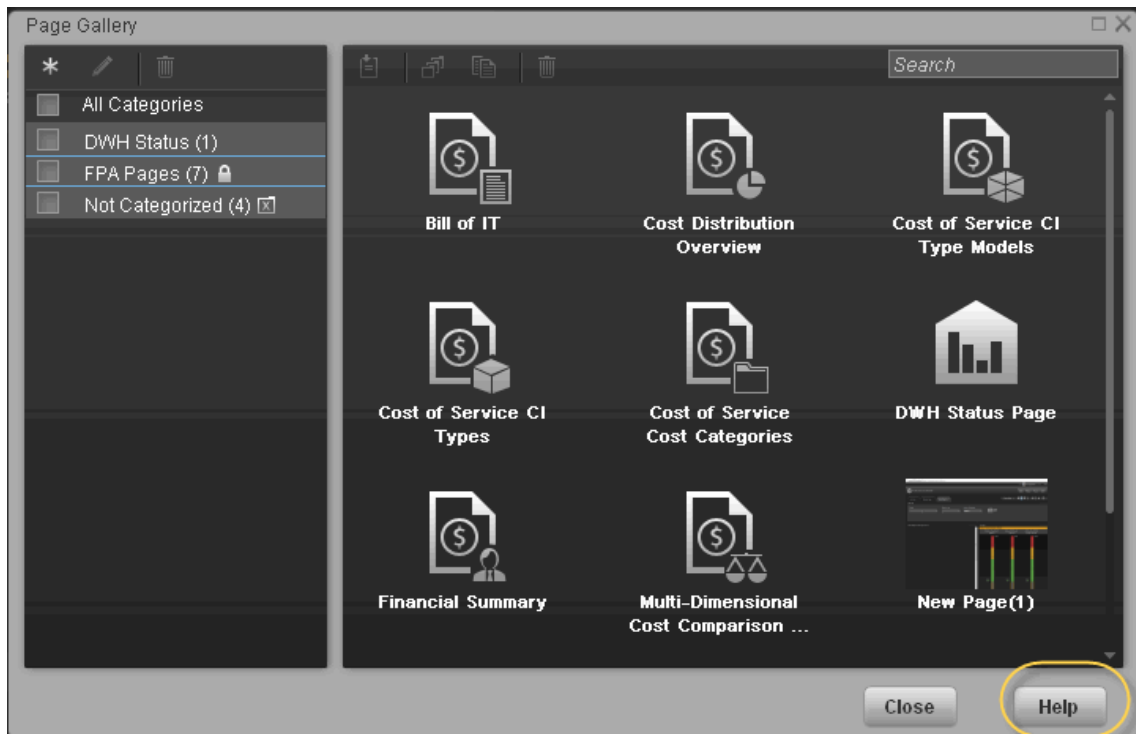 Page Gallery
Search
All Categories
DWH Status (1)
FPA Pages (7)
Not Categorized (4)
Bill of IT
Cost Distribution
Overview
Cost of Service CI
Type Models
Cost of Service CI
Types
Cost of Service
Cost Categories
DWH Status Page
Financial Summary
Multi-Dimensional
Cost Comparison ...
New Page(1)
Close
Help